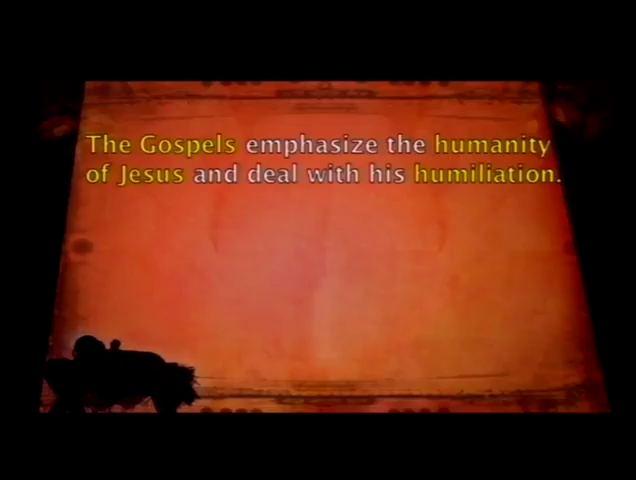 The Gospels emphasize the humanity
of Jesus and deal with his humiliation.